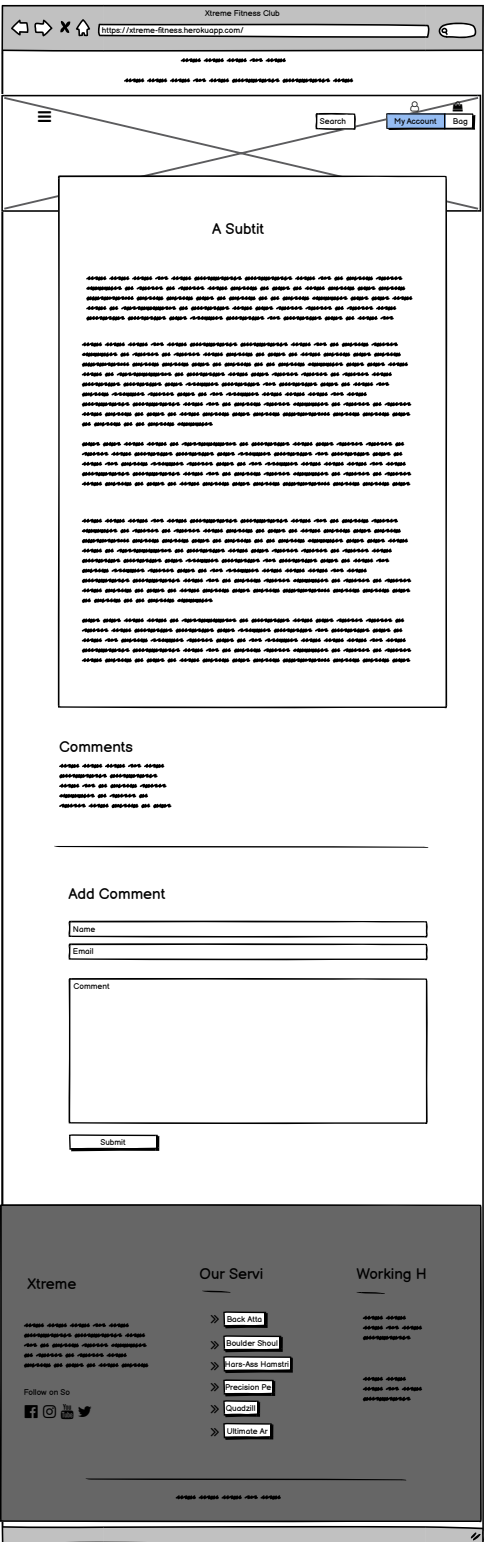 Xtreme Fitness Club
https://xtreme-fitness.herokuapp.com/
Search
My Account
Bag
A Subtit
Comments
Add Comment
Name
Email
Comment
Submit
Xtreme
Follow on So
Our Servi
Back Atta
Boulder Shoul
Hars-Ass Hamstri
Precision Pe
Quadzill
Ultimate Ar
Working H